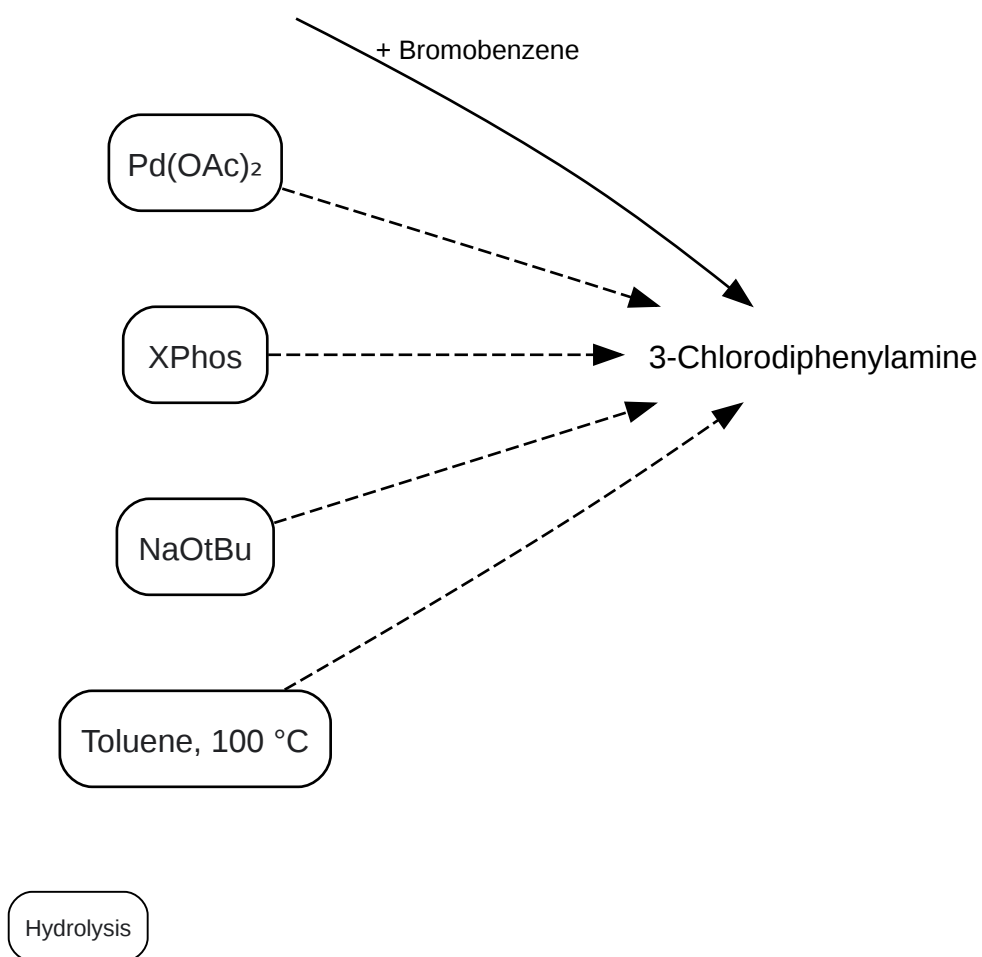 + Bromobenzene
Pd(OAc)₂
XPhos
3-Chlorodiphenylamine
NaOtBu
Toluene, 100 °C
Hydrolysis